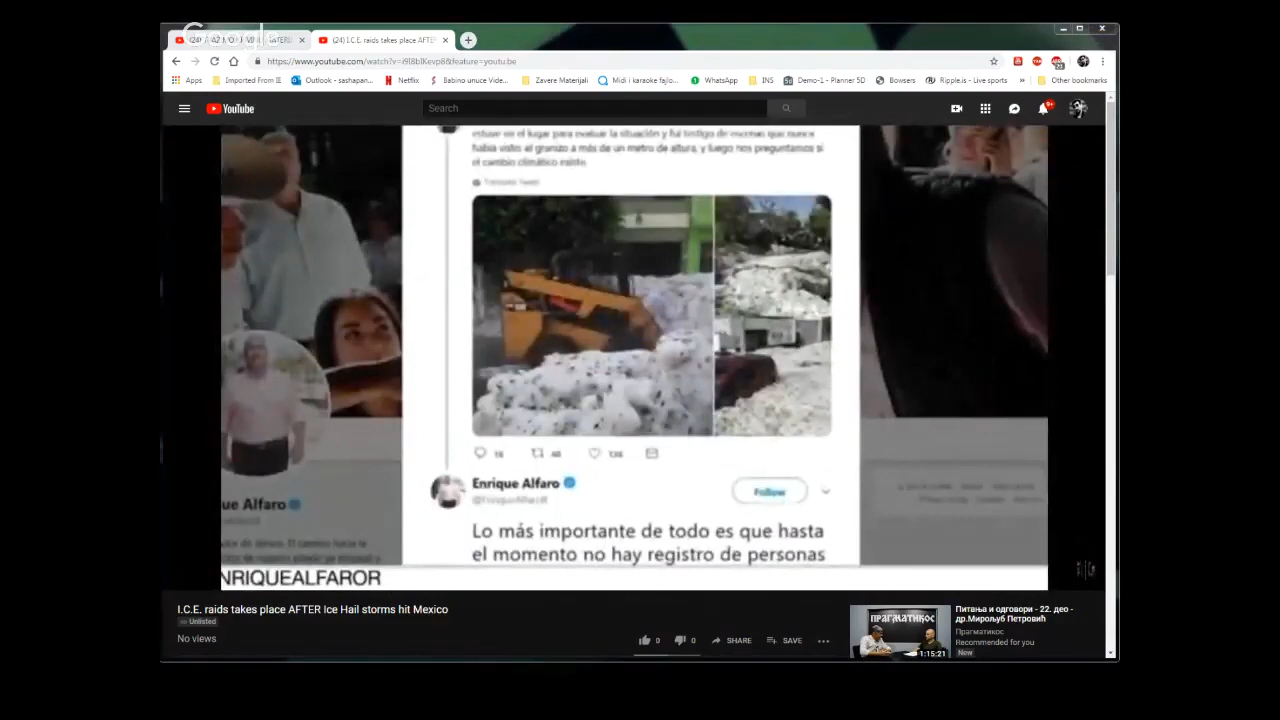 Google
(24) I.C.E. raids takes place AFTE
https://www.youtube.com/watch?v=i9l8blKevp8&feature=youtu.be
Apps
Imported From IE
Outlook - sashapan...
Netflix
Babino unuce Vide...
Zavere Materijali
Midi i karaoke fajlo...
WhatsApp
INS
Demo-1 - Planner 5D
Bowsers
Ripple.is - Live sports
»
Other bookmarks
YouTube
Search
9+
estuve en el lugar para evaluar la situación y fui testigo de escenas que nunca
había visto el granizo a más de un metro de altura, y luego nos preguntamos si
el cambio climático existe.
Translate Tweet
Enrique Alfaro
Follow
Lo más importante de todo es que hasta
el momento no hay registro de personas
ue Alfaro
NRIQUEALFAROR
I.C.E. raids takes place AFTER Ice Hail storms hit Mexico
Unlisted
No views
0
0
SHARE
SAVE
ПРАГМАТИКОС
1:15:21
Питања и одговори - 22. део -
др.Мирољуб Петровић
Прагматикос
Recommended for you
New